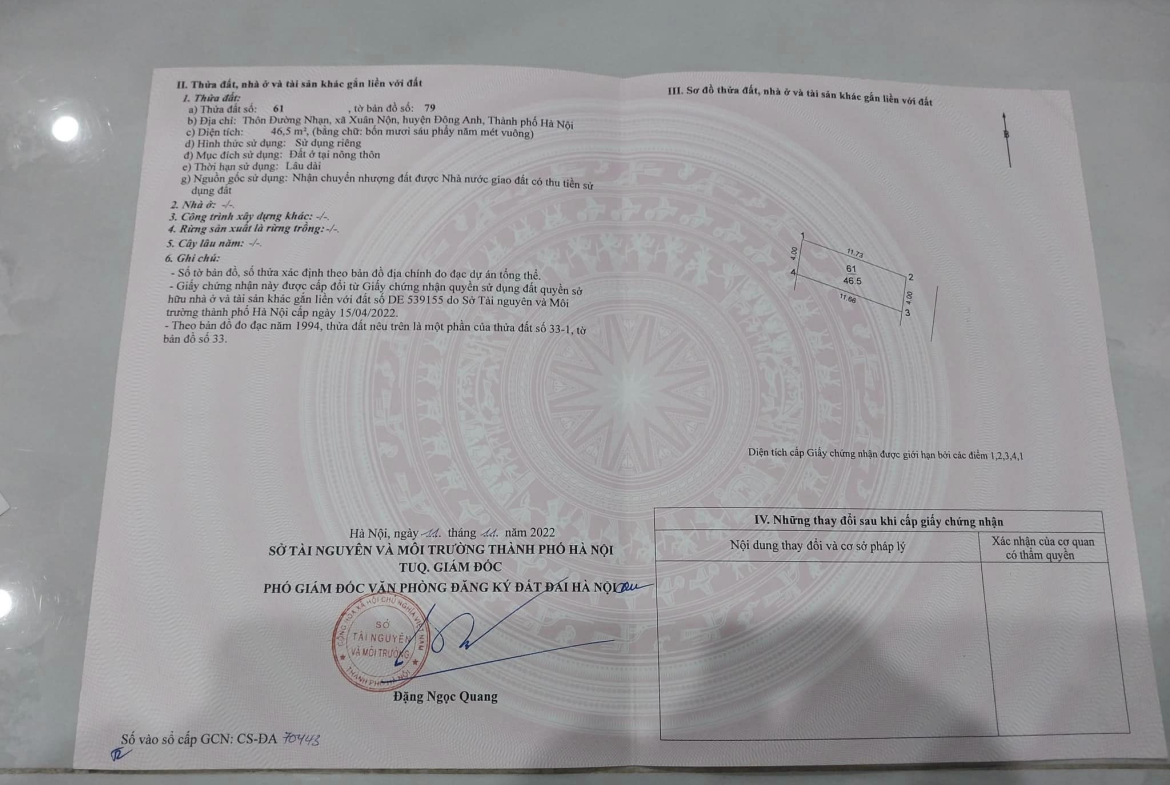 II. Thửa đất, nhà ở và tài sản khác gắn liền với đất
1. Thửa đất:
a) Thửa đất số: 61 , tờ bản đồ số: 79
b) Địa chỉ: Thôn Đường Nhạn, xã Xuân Nộn, huyện Đông Anh, Thành phố Hà Nội
c) Diện tích: 46,5 m², (bằng chữ: bốn mươi sáu phẩy năm mét vuông)
d) Hình thức sử dụng: Sử dụng riêng
đ) Mục đích sử dụng: Đất ở tại nông thôn
e) Thời hạn sử dụng: Lâu dài
g) Nguồn gốc sử dụng: Nhận chuyển nhượng đất được Nhà nước giao đất có thu tiền sử
dụng đất
2. Nhà ở: -/-.
3. Công trình xây dựng khác: -/-.
4. Rừng sản xuất là rừng trồng: -/-.
5. Cây lâu năm: -/-.
6. Ghi chú:
- Số tờ bản đồ, số thửa xác định theo bản đồ địa chính đo đạc dự án tổng thể.
- Giấy chứng nhận này được cấp đổi từ Giấy chứng nhận quyền sử dụng đất quyền sở
hữu nhà ở và tài sản khác gắn liền với đất số DE 539155 do Sở Tài nguyên và Môi
trường thành phố Hà Nội cấp ngày 15/04/2022.
- Theo bản đồ đo đạc năm 1994, thửa đất nêu trên là một phần của thửa đất số 33-1, tờ
bản đồ số 33.
Hà Nội, ngày 11 tháng 11 năm 2022
SỞ TÀI NGUYÊN VÀ MÔI TRƯỜNG THÀNH PHỐ HÀ NỘI
TUQ. GIÁM ĐỐC
PHÓ GIÁM ĐỐC VĂN PHÒNG ĐĂNG KÝ ĐẤT ĐAI HÀ NỘI
CỘNG HÒA XÃ HỘI CHỦ NGHĨA VIỆT NAM
SỞ
TÀI NGUYÊN
VÀ MÔI TRƯỜNG
THÀNH PHỐ HÀ NỘI
Đặng Ngọc Quang
Số vào sổ cấp GCN: CS-ĐA 70443
III. Sơ đồ thửa đất, nhà ở và tài sản khác gắn liền với đất
B
1
11.73
2
4.00
61
46.5
4
11.66
4.00
3
Diện tích cấp Giấy chứng nhận được giới hạn bởi các điểm 1,2,3,4,1
IV. Những thay đổi sau khi cấp giấy chứng nhận
Nội dung thay đổi và cơ sở pháp lý
Xác nhận của cơ quan
có thẩm quyền